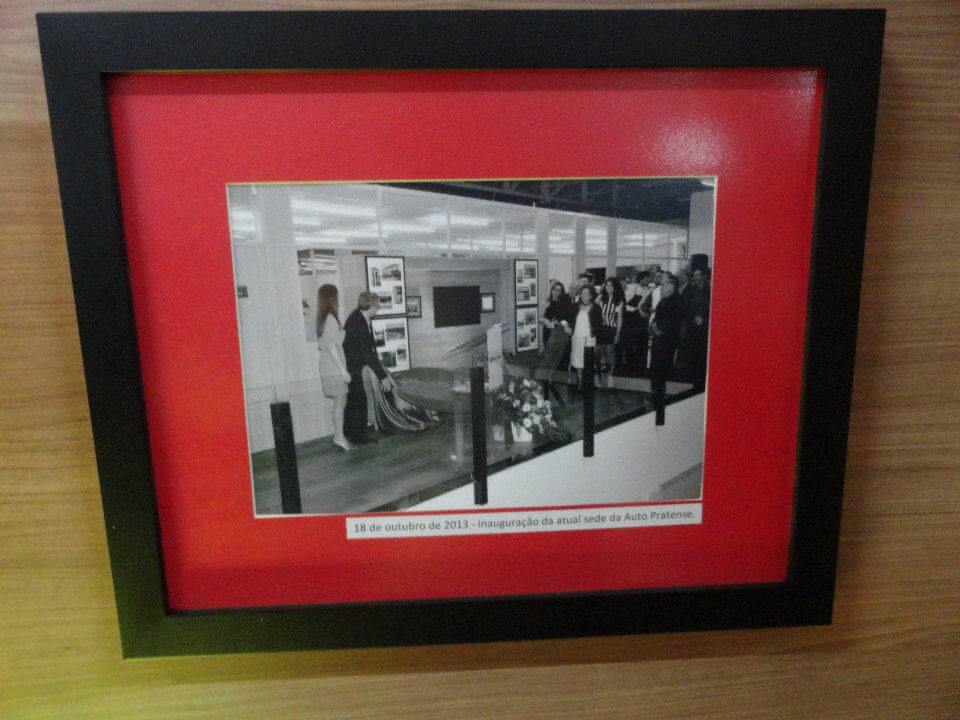 18 de outubro de 2013 - inauguração da atual sede da Auto Pratense.